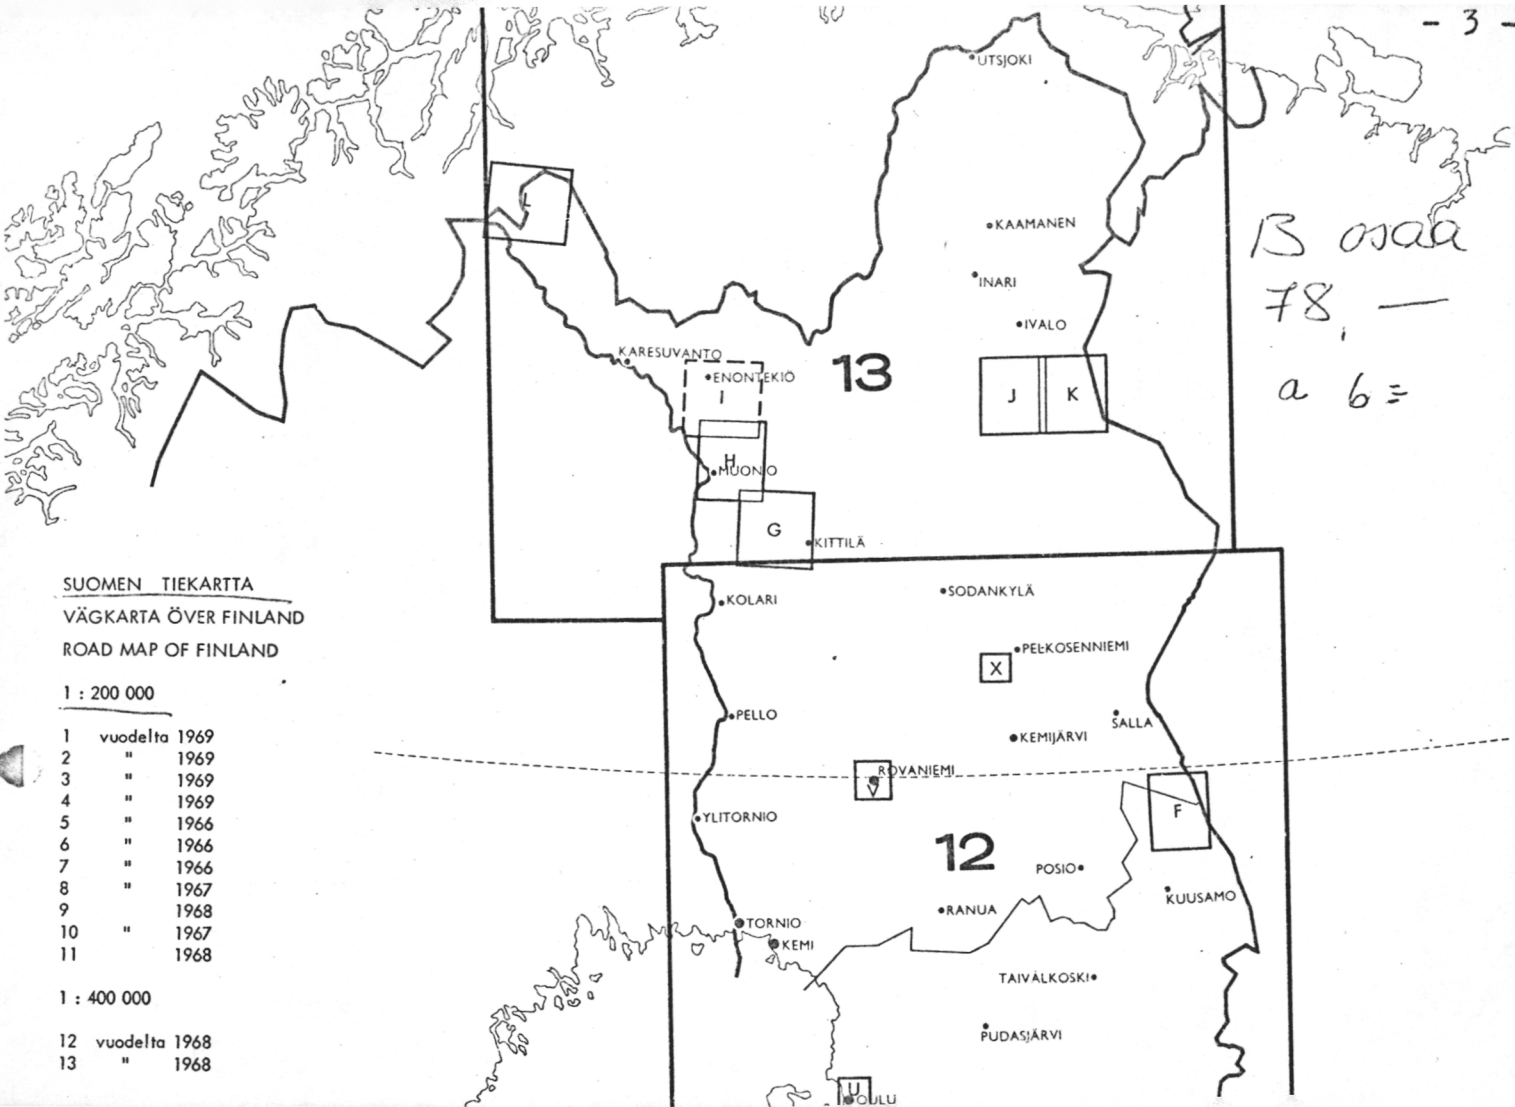 - 3 -
UTSJOKI
L
KAAMANEN
B osaa
INARI
78,—
IVALO
KARESUVANTO
13
ENONTEKIÖ
I
J
K
a 6=
H
MUONIO
G
KITTILÄ
SUOMEN TIEKARTTA
VÄGKARTA ÖVER FINLAND
ROAD MAP OF FINLAND
1 : 200 000
1 vuodelta 1969
2 " 1969
3 " 1969
4 " 1969
5 " 1966
6 " 1966
7 " 1966
8 " 1967
9 1968
10 " 1967
11 1968
1 : 400 000
12 vuodelta 1968
13 " 1968
KOLARI
SODANKYLÄ
PELKOSENNIEMI
X
PELLO
SALLA
KEMIJÄRVI
ROVANIEMI
V
YLITORNIO
F
12
POSIO
KUUSAMO
RANUA
TORNIO
KEMI
TAIVALKOSKI
PUDASJÄRVI
U
OULU